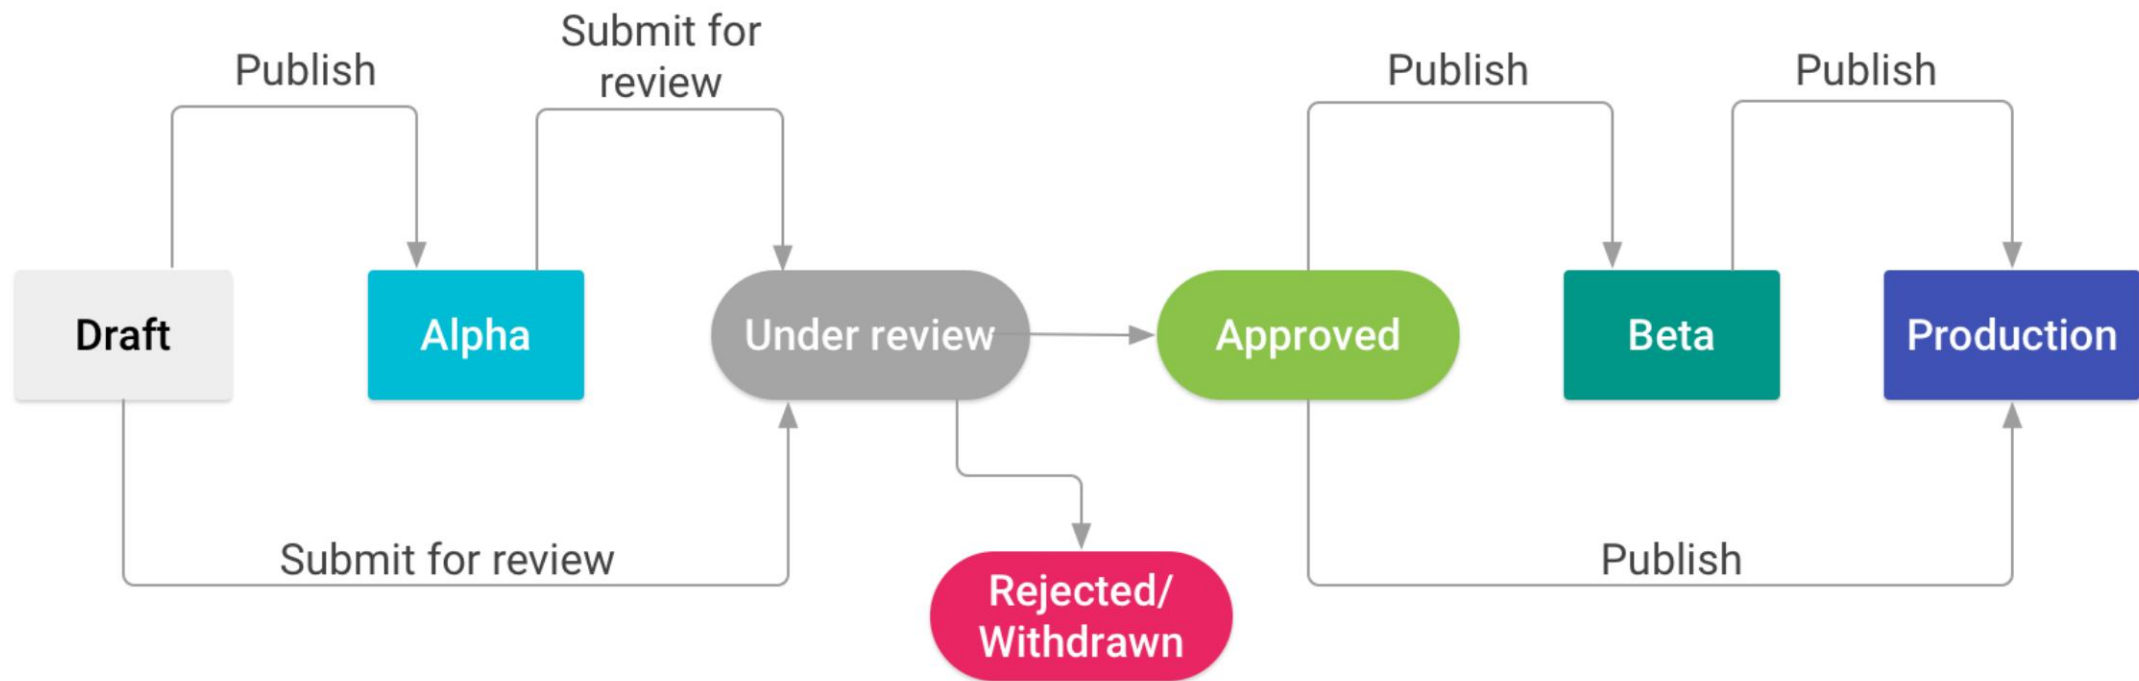 Publish
Submit for
review
Publish
Publish
Draft
Alpha
Under review
Approved
Beta
Production
Submit for review
Publish
Rejected/
Withdrawn